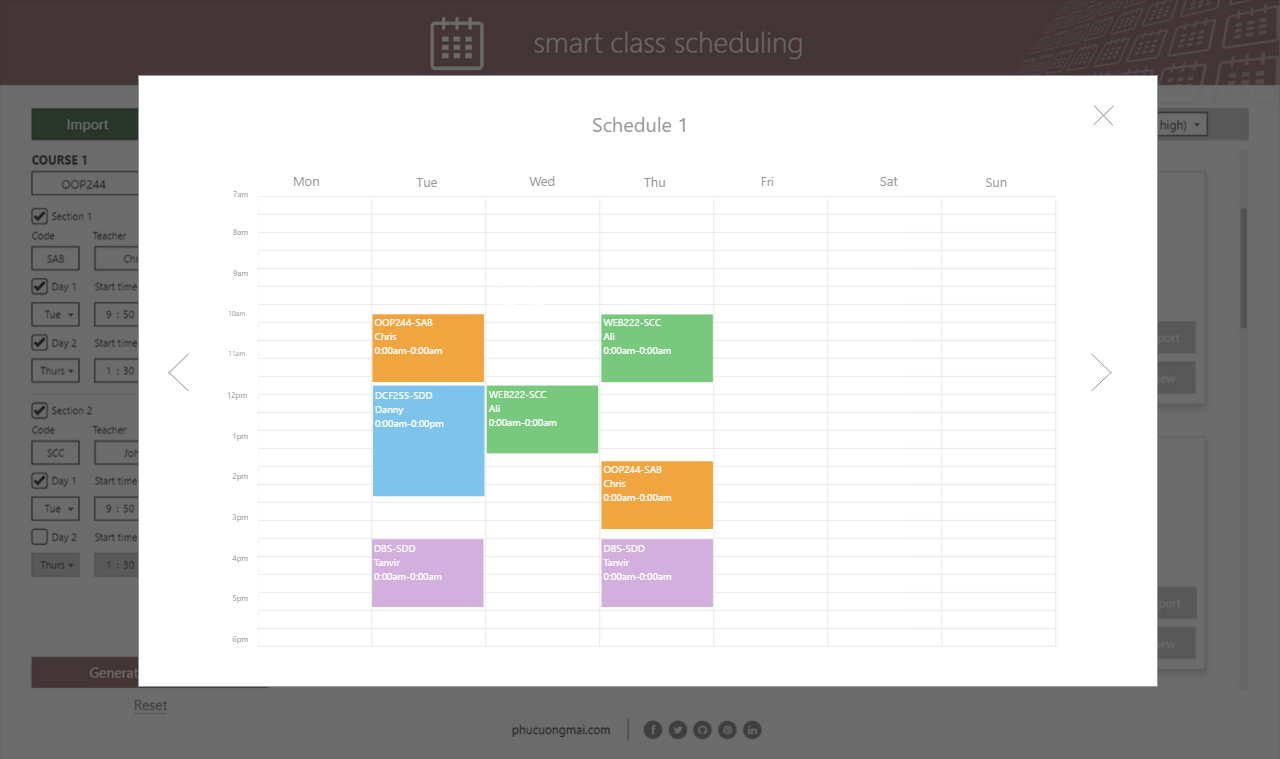 smart class scheduling
Import
high)
Schedule 1
COURSE 1
OOP244
Mon Tue Wed Thu Fri Sat Sun
7am
8am
9am
10am
11am
12pm
1pm
2pm
3pm
4pm
5pm
6pm
Section 1
Code Teacher
SAB Chr
Day 1 Start time
Tue 9 : 50
Day 2 Start time
Thurs 1 : 30
Section 2
Code Teacher
SCC Joh
Day 1 Start time
Tue 9 : 50
Day 2 Start time
Thurs 1 : 30
OOP244-SAB
Chris
0:00am-0:00am
DCF255-SDD
Danny
0:00am-0:00pm
DBS-SDD
Tanvir
0:00am-0:00am
WEB222-SCC
Ali
0:00am-0:00am
WEB222-SCC
Ali
0:00am-0:00am
OOP244-SAB
Chris
0:00am-0:00am
DBS-SDD
Tanvir
0:00am-0:00am
port
ew
port
ew
Generat
Reset
phucuongmai.com